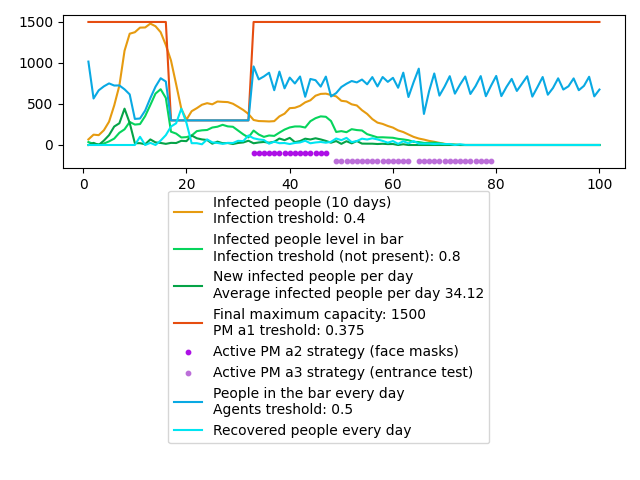 1500
1000
500
0
0 20 40 60 80 100
Infected people (10 days)
Infection treshold: 0.4
Infected people level in bar
Infection treshold (not present): 0.8
New infected people per day
Average infected people per day 34.12
Final maximum capacity: 1500
PM a1 treshold: 0.375
Active PM a2 strategy (face masks)
Active PM a3 strategy (entrance test)
People in the bar every day
Agents treshold: 0.5
Recovered people every day